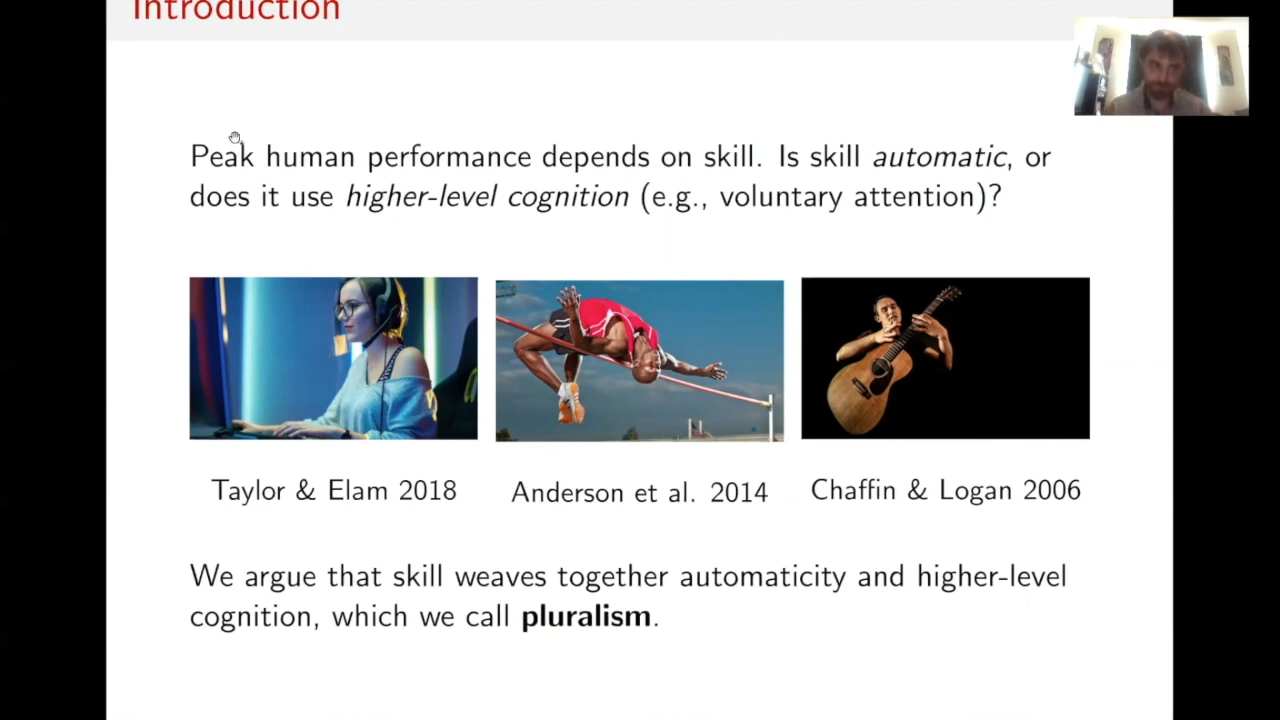 Introduction
Peak human performance depends on skill. Is skill automatic, or
does it use higher-level cognition (e.g., voluntary attention)?
Taylor & Elam 2018
Anderson et al. 2014
Chaffin & Logan 2006
We argue that skill weaves together automaticity and higher-level
cognition, which we call pluralism.